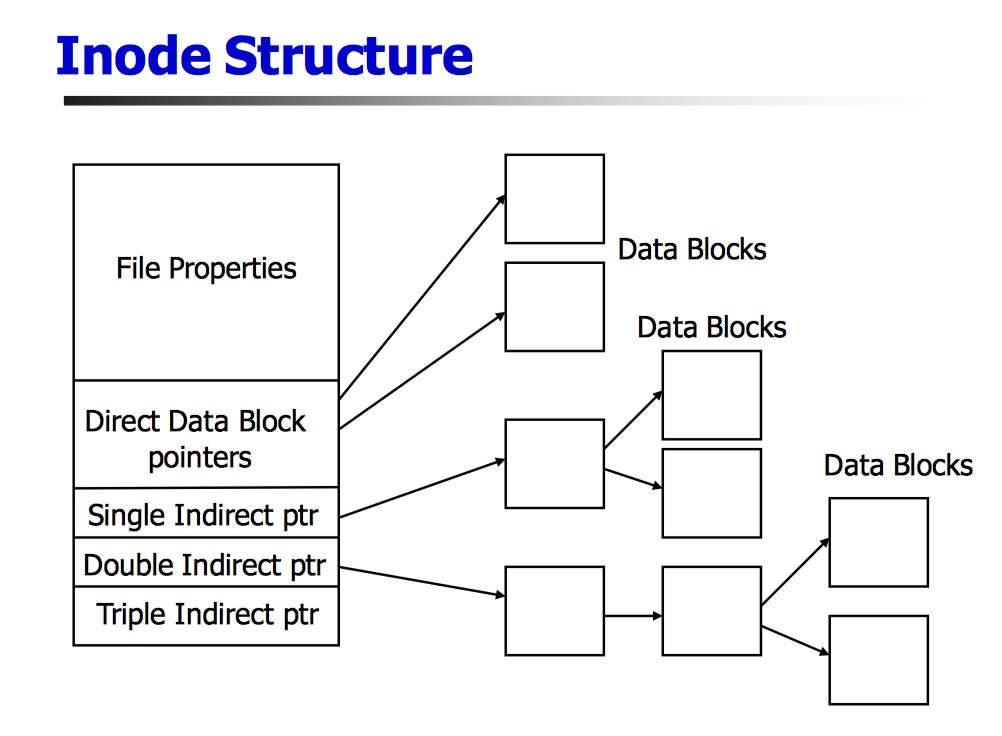 Inode Structure
File Properties
Direct Data Block
pointers
Single Indirect ptr
Double Indirect ptr
Triple Indirect ptr
Data Blocks
Data Blocks
Data Blocks